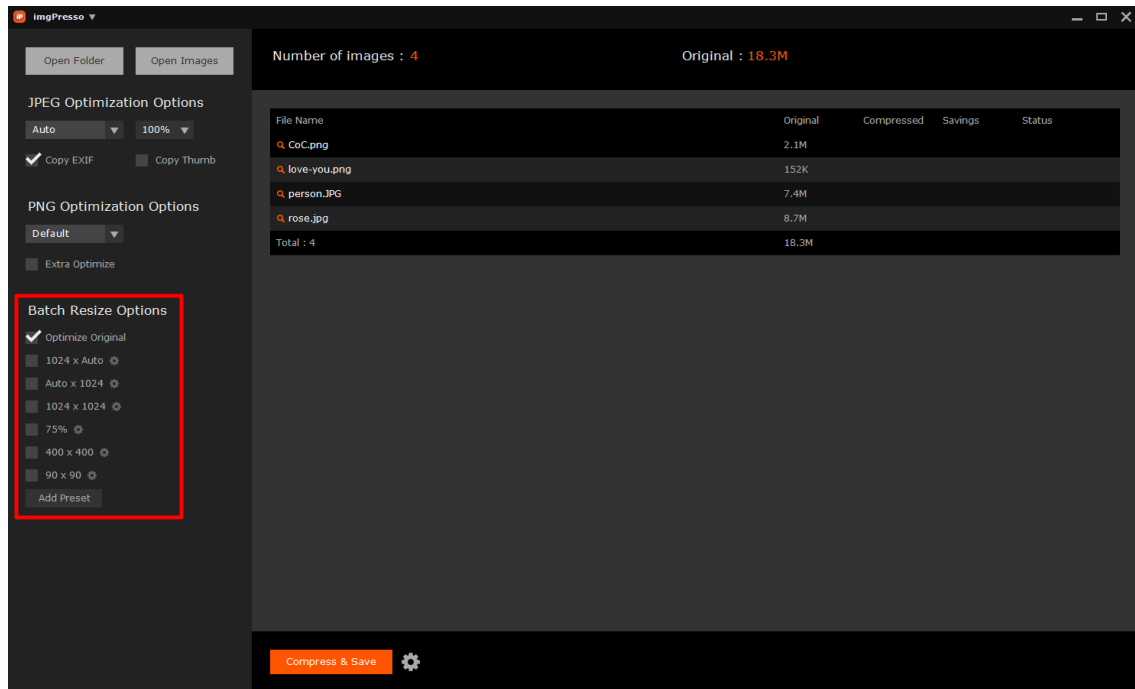 imgPresso
Open Folder
Open Images
JPEG Optimization Options
Auto
100%
Copy EXIF
Copy Thumb
PNG Optimization Options
Default
Extra Optimize
Batch Resize Options
Optimize Original
1024 x Auto
Auto x 1024
1024 x 1024
75%
400 x 400
90 x 90
Add Preset
Number of images : 4
Original : 18.3M
File Name Original Compressed Savings Status
CoC.png 2.1M
love-you.png 152K
person.JPG 7.4M
rose.jpg 8.7M
Total : 4 18.3M
Compress & Save